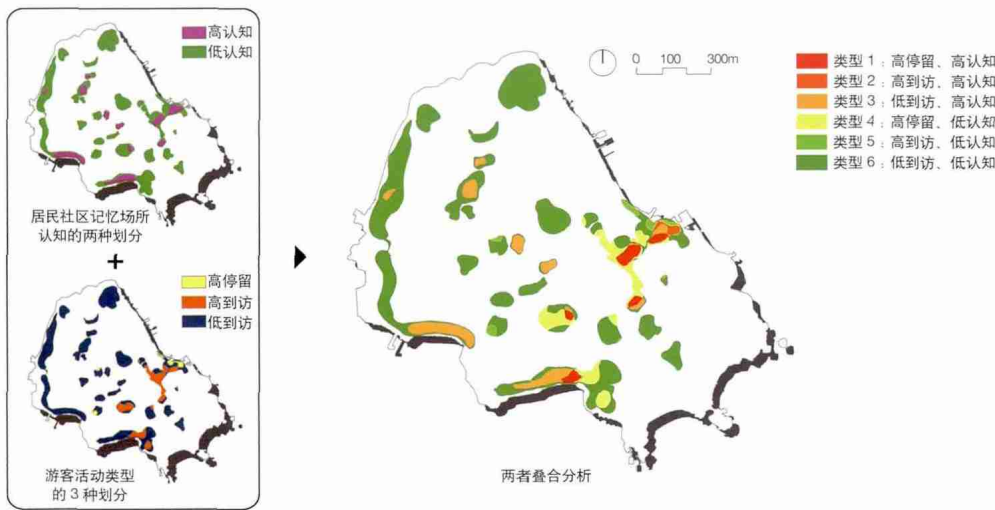 高认知
低认知
居民社区记忆场所
认知的两种划分
+
高停留
高到访
低到访
游客活动类型
的 3 种划分
0 100 300m
类型 1：高停留、高认知
类型 2：高到访、高认知
类型 3：低到访、高认知
类型 4：高停留、低认知
类型 5：高到访、低认知
类型 6：低到访、低认知
两者叠合分析